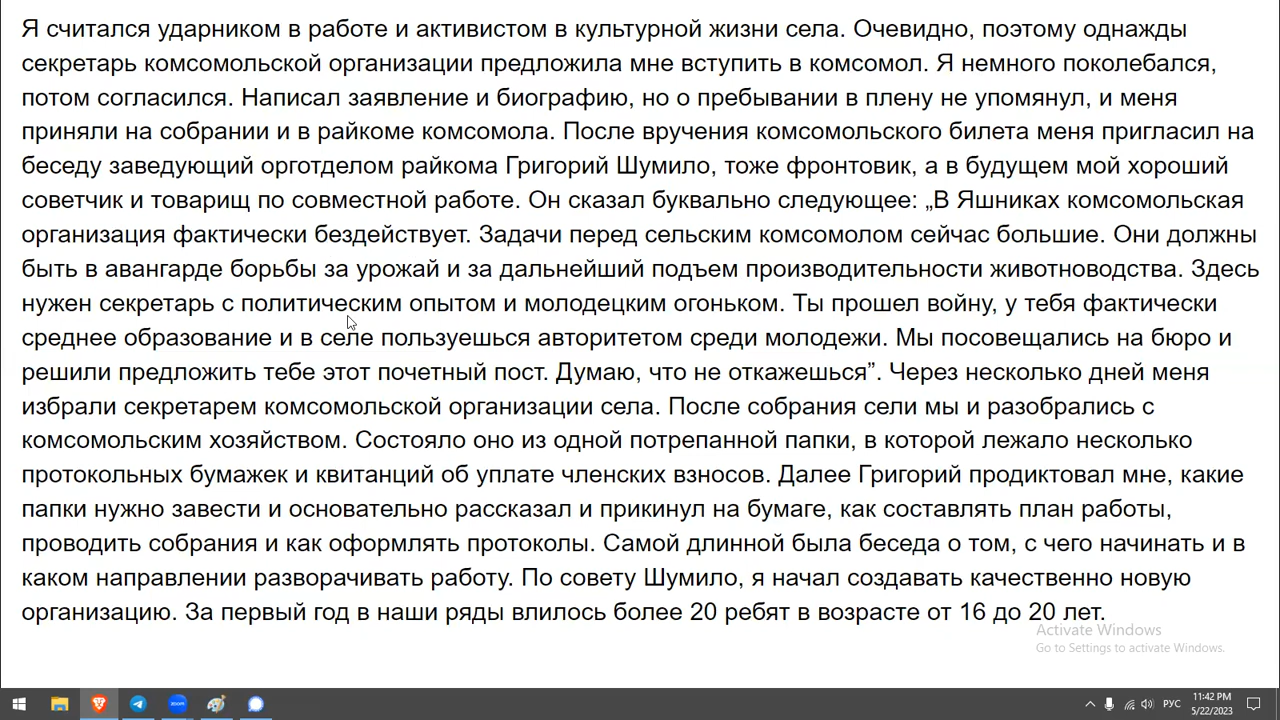 Я считался ударником в работе и активистом в культурной жизни села. Очевидно, поэтому однажды
секретарь комсомольской организации предложила мне вступить в комсомол. Я немного поколебался,
потом согласился. Написал заявление и биографию, но о пребывании в плену не упомянул, и меня
приняли на собрании и в райкоме комсомола. После вручения комсомольского билета меня пригласил на
беседу заведующий орготделом райкома Григорий Шумило, тоже фронтовик, а в будущем мой хороший
советчик и товарищ по совместной работе. Он сказал буквально следующее: „В Яшниках комсомольская
организация фактически бездействует. Задачи перед сельским комсомолом сейчас большие. Они должны
быть в авангарде борьбы за урожай и за дальнейший подъем производительности животноводства. Здесь
нужен секретарь с политическим опытом и молодецким огоньком. Ты прошел войну, у тебя фактически
среднее образование и в селе пользуешься авторитетом среди молодежи. Мы посовещались на бюро и
решили предложить тебе этот почетный пост. Думаю, что не откажешься”. Через несколько дней меня
избрали секретарем комсомольской организации села. После собрания сели мы и разобрались с
комсомольским хозяйством. Состояло оно из одной потрепанной папки, в которой лежало несколько
протокольных бумажек и квитанций об уплате членских взносов. Далее Григорий продиктовал мне, какие
папки нужно завести и основательно рассказал и прикинул на бумаге, как составлять план работы,
проводить собрания и как оформлять протоколы. Самой длинной была беседа о том, с чего начинать и в
каком направлении разворачивать работу. По совету Шумило, я начал создавать качественно новую
организацию. За первый год в наши ряды влилось более 20 ребят в возрасте от 16 до 20 лет.
Activate Windows
Go to Settings to activate Windows.
zoom
РУС
11:42 PM
5/22/2023